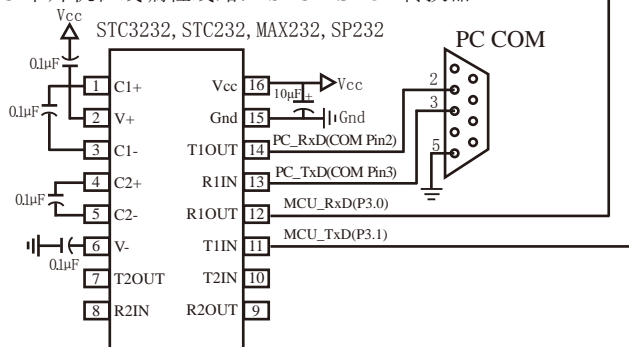 Vcc
STC3232,STC232,MAX232,SP232
PC COM
0.1μF
1 C1+
Vcc 16
Vcc
10μF +
2
0.1μF
2 V+
Gnd 15
Gnd
3
3 C1-
T1OUT 14
PC_RxD(COM Pin2)
5
4 C2+
R1IN 13
PC_TxD(COM Pin3)
0.1μF
5 C2-
R1OUT 12
MCU_RxD(P3.0)
6 V-
T1IN 11
MCU_TxD(P3.1)
0.1μF
7 T2OUT
T2IN 10
8 R2IN
R2OUT 9